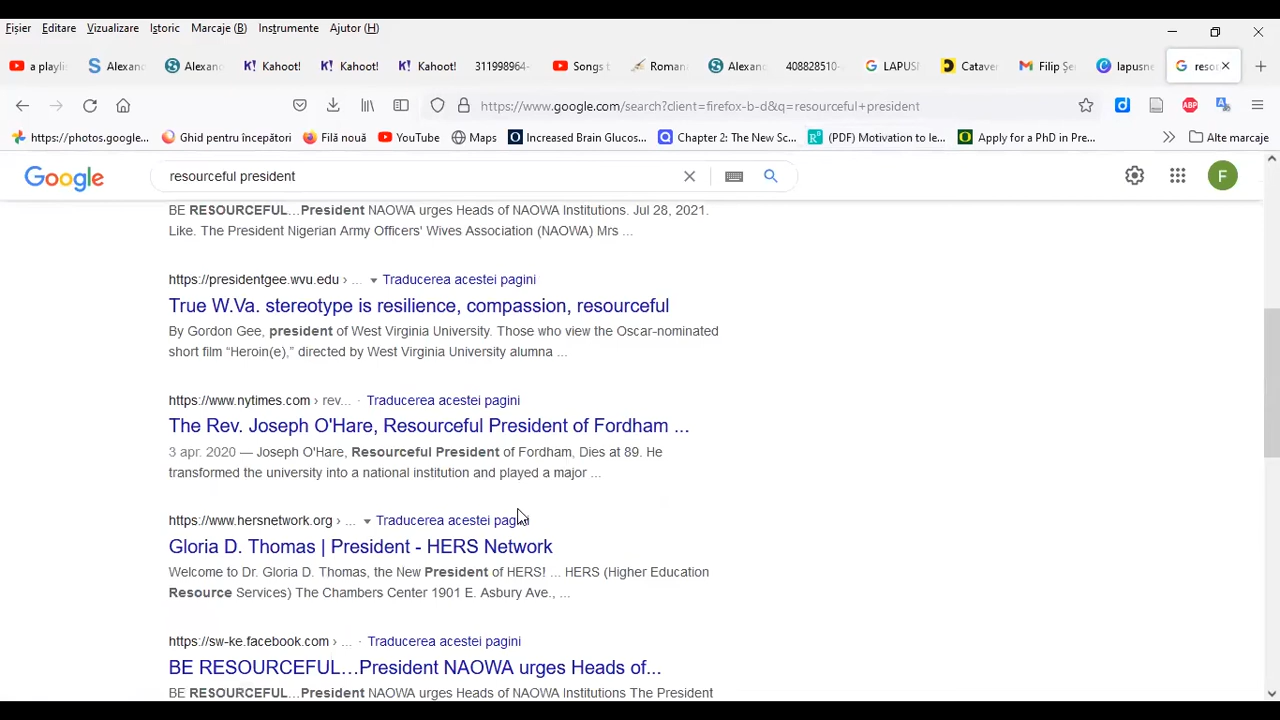 Fișier Editare Vizualizare Istoric Marcaje (B) Instrumente Ajutor (H)
a playli Alexand Alexan Kahoot! Kahoot! Kahoot! 311998964- Songs t Romana Alexand 408828510- LAPUSN Cataver Filip Șe lapusne resou
https://www.google.com/search?client=firefox-b-d&q=resourceful+president
https://photos.google... Ghid pentru începători Filă nouă YouTube Maps Increased Brain Glucos... Chapter 2: The New Sc... (PDF) Motivation to le... Apply for a PhD in Pre... Alte marcaje
Google resourceful president F
BE RESOURCEFUL...President NAOWA urges Heads of NAOWA Institutions. Jul 28, 2021.
Like. The President Nigerian Army Officers' Wives Association (NAOWA) Mrs ...
https://presidentgee.wvu.edu › ... Traducerea acestei pagini
True W.Va. stereotype is resilience, compassion, resourceful
By Gordon Gee, president of West Virginia University. Those who view the Oscar-nominated
short film “Heroin(e),” directed by West Virginia University alumna ...
https://www.nytimes.com › rev... · Traducerea acestei pagini
The Rev. Joseph O'Hare, Resourceful President of Fordham ...
3 apr. 2020 — Joseph O'Hare, Resourceful President of Fordham, Dies at 89. He
transformed the university into a national institution and played a major ...
https://www.hersnetwork.org › ... Traducerea acestei pagini
Gloria D. Thomas | President - HERS Network
Welcome to Dr. Gloria D. Thomas, the New President of HERS! ... HERS (Higher Education
Resource Services) The Chambers Center 1901 E. Asbury Ave., ...
https://sw-ke.facebook.com › ... · Traducerea acestei pagini
BE RESOURCEFUL...President NAOWA urges Heads of...
BE RESOURCEFUL...President NAOWA urges Heads of NAOWA Institutions The President